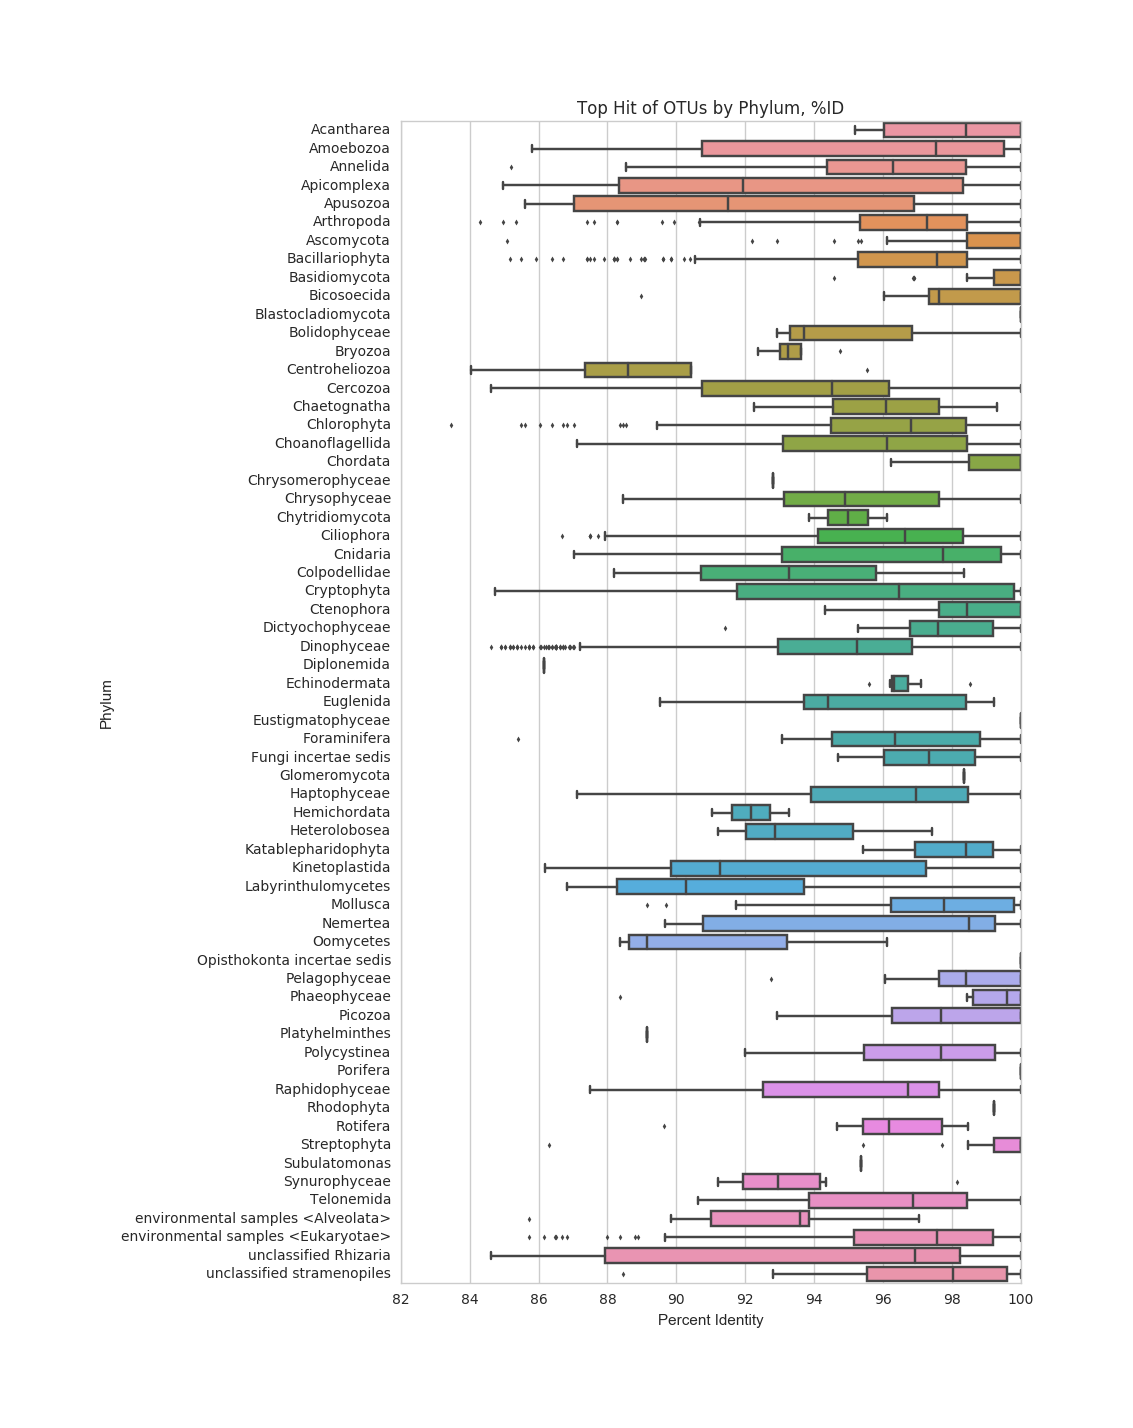 Top Hit of OTUs by Phylum, %ID
Acantharea
Amoebozoa
Annelida
Apicomplexa
Apusozoa
Arthropoda
Ascomycota
Bacillariophyta
Basidiomycota
Bicosoecida
Blastocladiomycota
Bolidophyceae
Bryozoa
Centroheliozoa
Cercozoa
Chaetognatha
Chlorophyta
Choanoflagellida
Chordata
Chrysomerophyceae
Chrysophyceae
Chytridiomycota
Ciliophora
Cnidaria
Colpodellidae
Cryptophyta
Ctenophora
Dictyochophyceae
Dinophyceae
Diplonemida
Echinodermata
Euglenida
Eustigmatophyceae
Foraminifera
Fungi incertae sedis
Glomeromycota
Haptophyceae
Hemichordata
Heterolobosea
Katablepharidophyta
Kinetoplastida
Labyrinthulomycetes
Mollusca
Nemertea
Oomycetes
Opisthokonta incertae sedis
Pelagophyceae
Phaeophyceae
Picozoa
Platyhelminthes
Polycystinea
Porifera
Raphidophyceae
Rhodophyta
Rotifera
Streptophyta
Subulatomonas
Synurophyceae
Telonemida
environmental samples <Alveolata>
environmental samples <Eukaryotae>
unclassified Rhizaria
unclassified stramenopiles
Phylum
82 84 86 88 90 92 94 96 98 100
Percent Identity